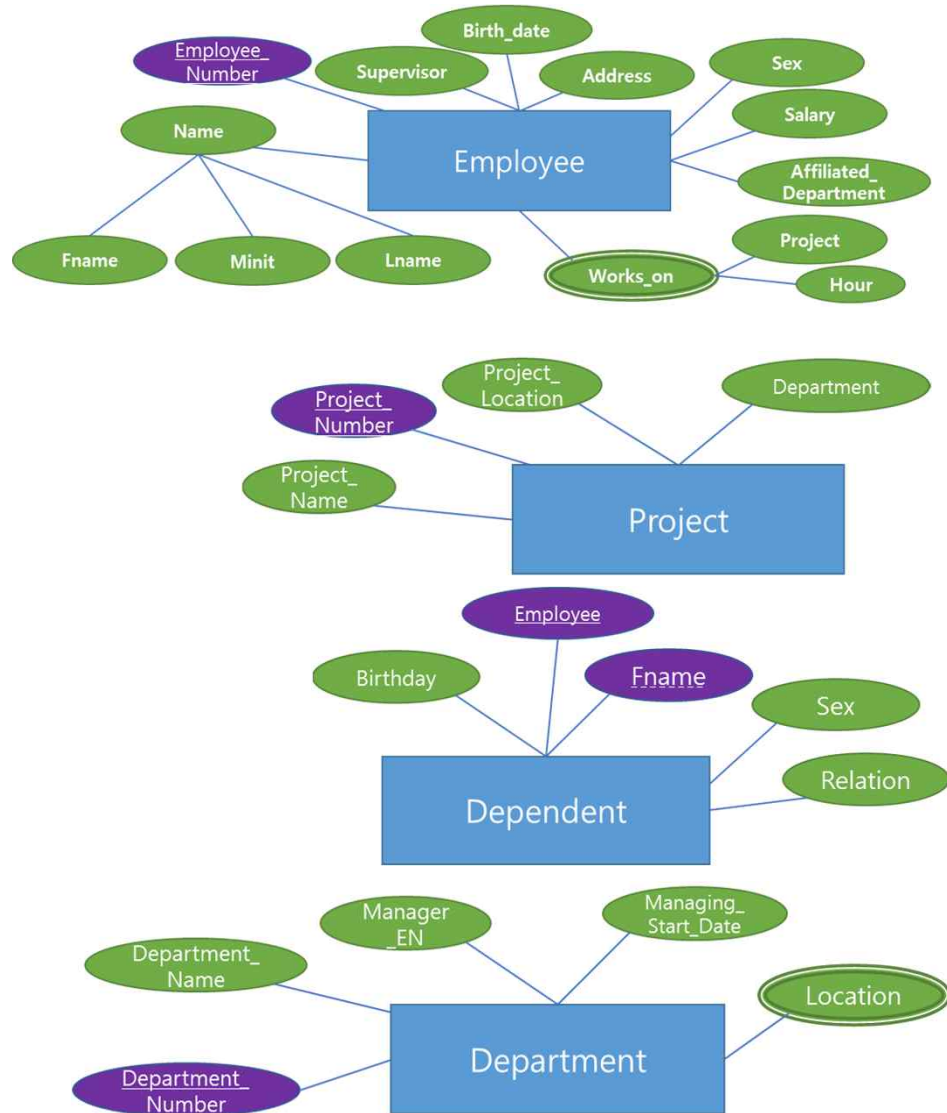 Birth_date
Employee_
Number
Supervisor
Address
Sex
Name
Employee
Salary
Affiliated_
Department
Fname
Minit
Lname
Works_on
Project
Hour
Project_
Location
Department
Project_
Number
Project_
Name
Project
Employee
Birthday
Fname
Sex
Relation
Dependent
Manager
_EN
Managing_
Start_Date
Department_
Name
Location
Department
Department_
Number